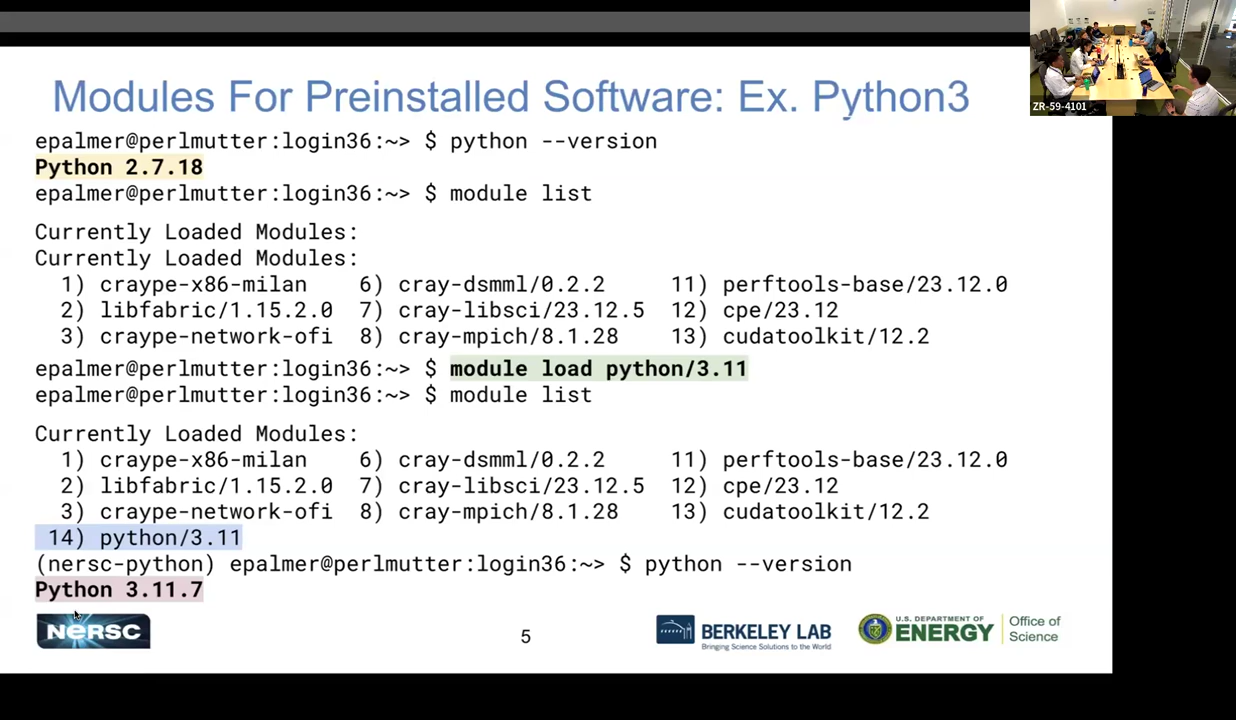 ZR-59-4101
Modules For Preinstalled Software: Ex. Python3
epalmer@perlmutter:login36:~> $ python --version
Python 2.7.18
epalmer@perlmutter:login36:~> $ module list
Currently Loaded Modules:
Currently Loaded Modules:
1) craype-x86-milan 6) cray-dsmml/0.2.2 11) perftools-base/23.12.0
2) libfabric/1.15.2.0 7) cray-libsci/23.12.5 12) cpe/23.12
3) craype-network-ofi 8) cray-mpich/8.1.28 13) cudatoolkit/12.2
epalmer@perlmutter:login36:~> $ module load python/3.11
epalmer@perlmutter:login36:~> $ module list
Currently Loaded Modules:
1) craype-x86-milan 6) cray-dsmml/0.2.2 11) perftools-base/23.12.0
2) libfabric/1.15.2.0 7) cray-libsci/23.12.5 12) cpe/23.12
3) craype-network-ofi 8) cray-mpich/8.1.28 13) cudatoolkit/12.2
14) python/3.11
(nersc-python) epalmer@perlmutter:login36:~> $ python --version
Python 3.11.7
NERSC
5
BERKELEY LAB
Bringing Science Solutions to the World
U.S. DEPARTMENT OF
ENERGY
Office of
Science